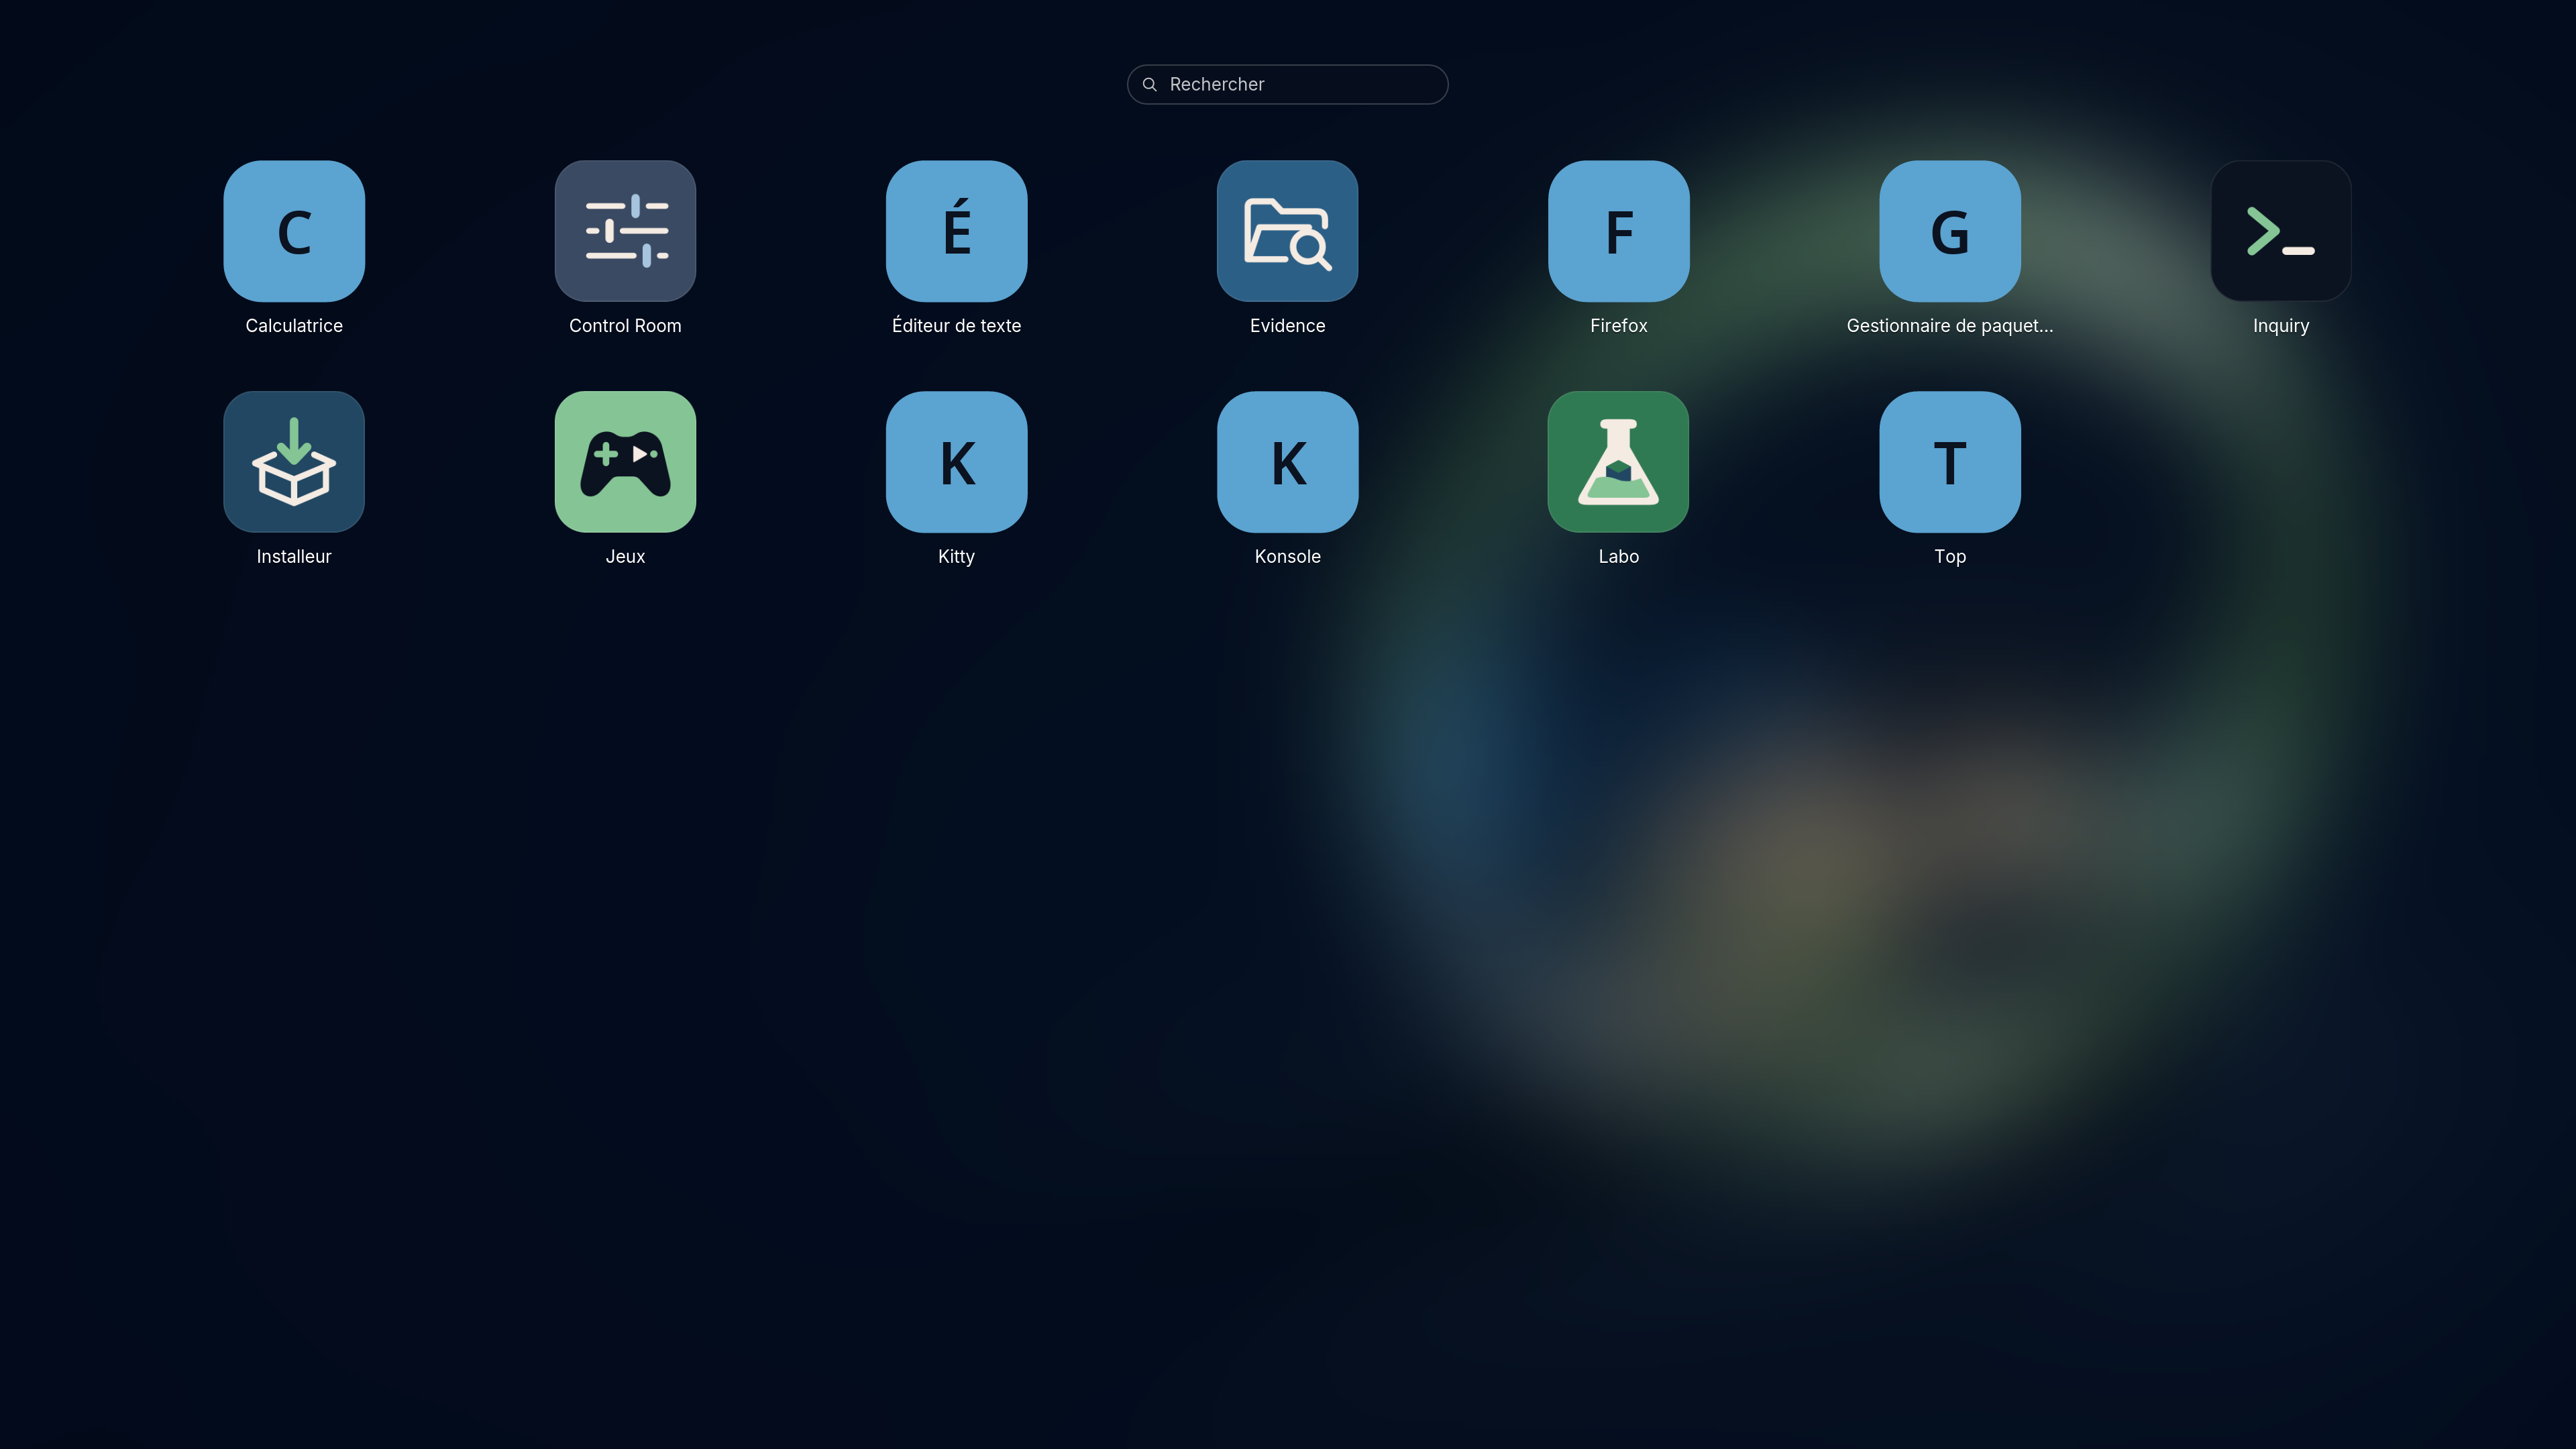 Rechercher
C
É
F
G
Calculatrice
Control Room
Éditeur de texte
Evidence
Firefox
Gestionnaire de paquet...
Inquiry
K
K
T
Installeur
Jeux
Kitty
Konsole
Labo
Top